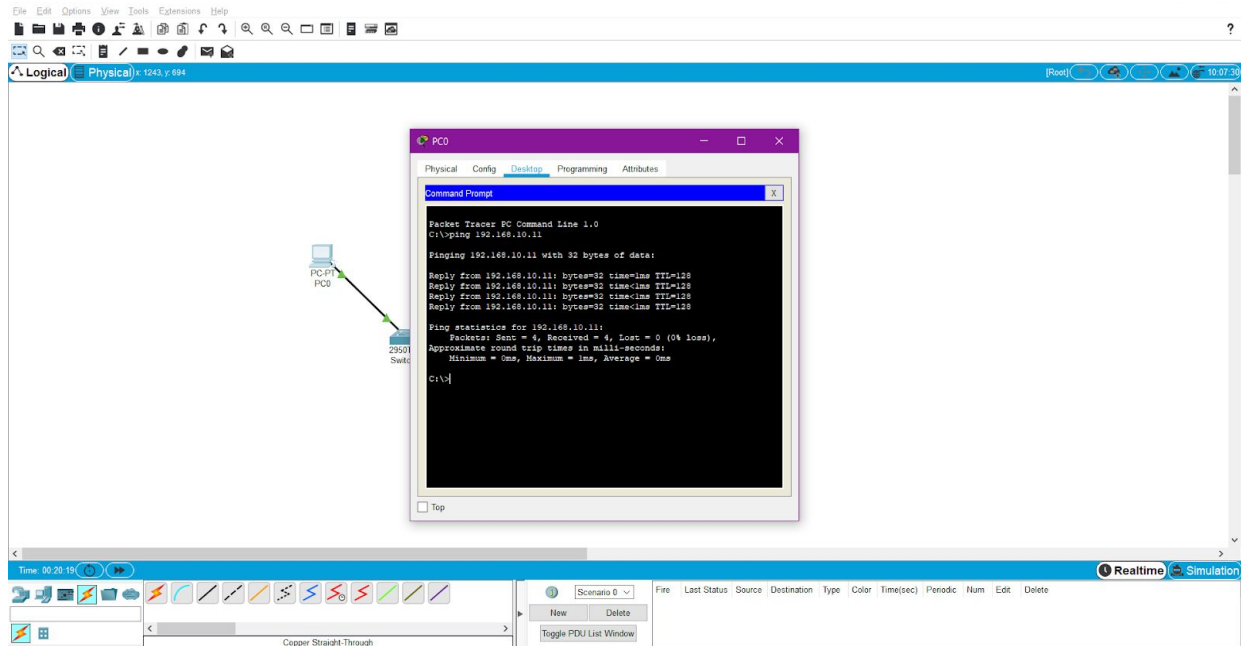 File Edit Options View Tools Extensions Help
?
Logical Physical x: 1243, y: 694 [Root] 10:07:30
PC0
Physical Config Desktop Programming Attributes
Command Prompt X
Packet Tracer PC Command Line 1.0
C:\>ping 192.168.10.11
Pinging 192.168.10.11 with 32 bytes of data:
Reply from 192.168.10.11: bytes=32 time=1ms TTL=128
Reply from 192.168.10.11: bytes=32 time<1ms TTL=128
Reply from 192.168.10.11: bytes=32 time<1ms TTL=128
Reply from 192.168.10.11: bytes=32 time<1ms TTL=128
Ping statistics for 192.168.10.11:
Packets: Sent = 4, Received = 4, Lost = 0 (0% loss),
Approximate round trip times in milli-seconds:
Minimum = 0ms, Maximum = 1ms, Average = 0ms
C:\>
Top
PC-PT
PC0
2950T
Switc
Time: 00:20:19 Realtime Simulation
Scenario 0 Fire Last Status Source Destination Type Color Time(sec) Periodic Num Edit Delete
New Delete
Toggle PDU List Window
Copper Straight-Through